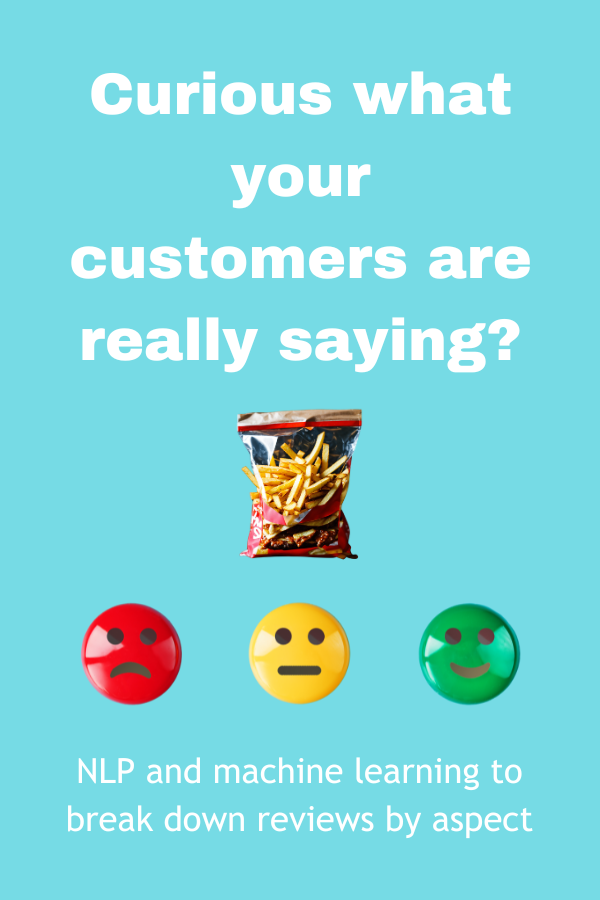 Curious what
your
customers are
really saying?
NLP and machine learning to
break down reviews by aspect